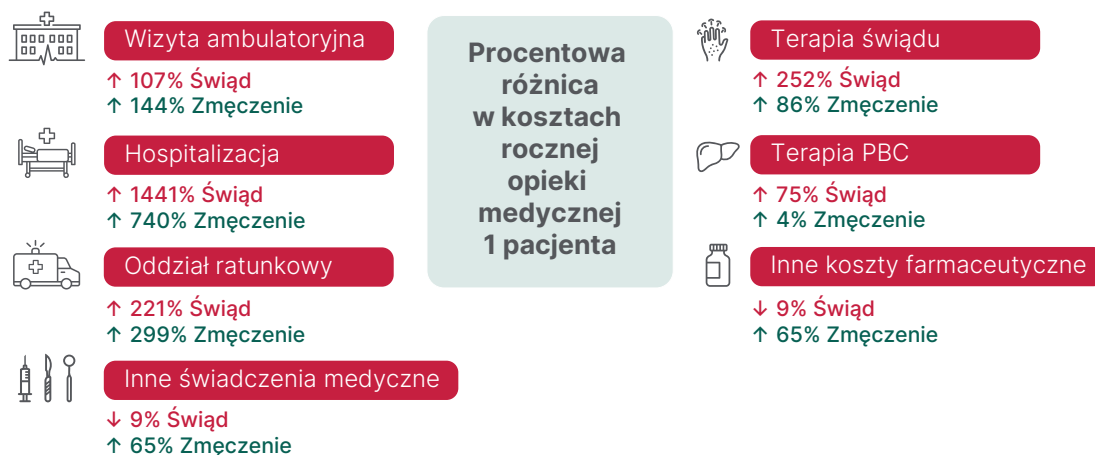 Wizyta ambulatoryjna
↑ 107% Świąd
↑ 144% Zmęczenie
Hospitalizacja
↑ 1441% Świąd
↑ 740% Zmęczenie
Oddział ratunkowy
↑ 221% Świąd
↑ 299% Zmęczenie
Inne świadczenia medyczne
↓ 9% Świąd
↑ 65% Zmęczenie
Procentowa
różnica
w kosztach
rocznej
opieki
medycznej
1 pacjenta
Terapia świądu
↑ 252% Świąd
↑ 86% Zmęczenie
Terapia PBC
↑ 75% Świąd
↑ 4% Zmęczenie
Inne koszty farmaceutyczne
↓ 9% Świąd
↑ 65% Zmęczenie